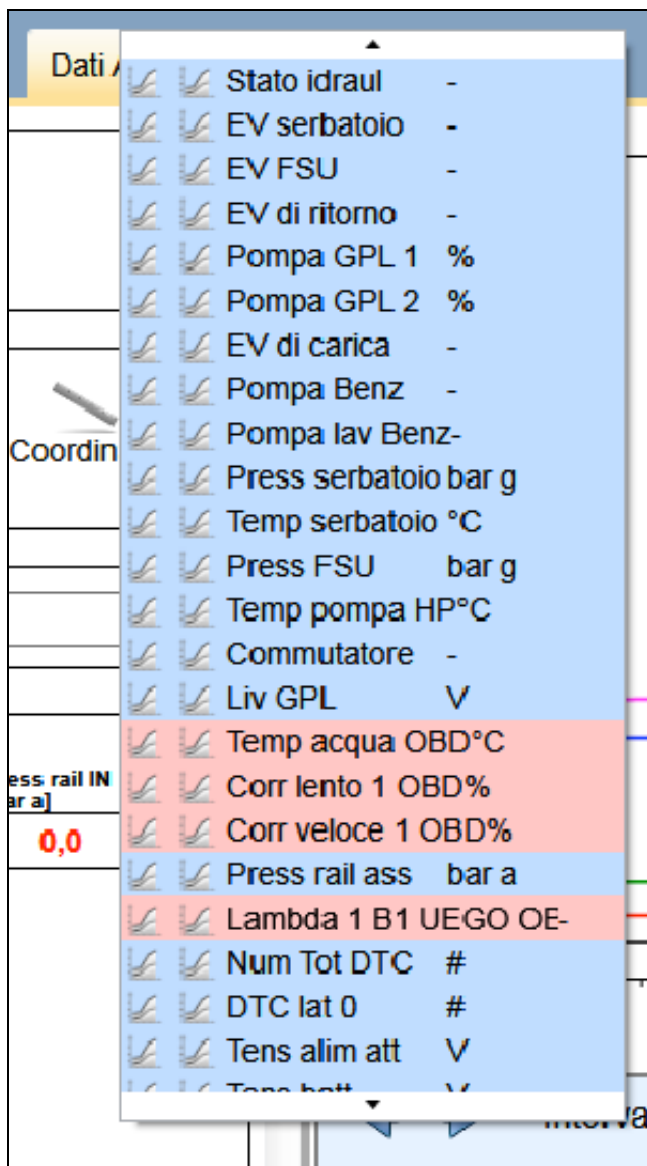 Dati
Stato idraul -
EV serbatoio -
EV FSU -
EV di ritorno -
Pompa GPL 1 %
Pompa GPL 2 %
EV di carica -
Pompa Benz -
Coordin
Pompa lav Benz-
Press serbatoio bar g
Temp serbatoio °C
Press FSU bar g
Temp pompa HP°C
Commutatore -
Liv GPL V
Temp acqua OBD°C
ess rail IN
Corr lento 1 OBD%
ar a]
0,0
Corr veloce 1 OBD%
Press rail ass bar a
Lambda 1 B1 UEGO OB-
Num Tot DTC #
DTC lat 0 #
Tens alim att V
Tens batt V